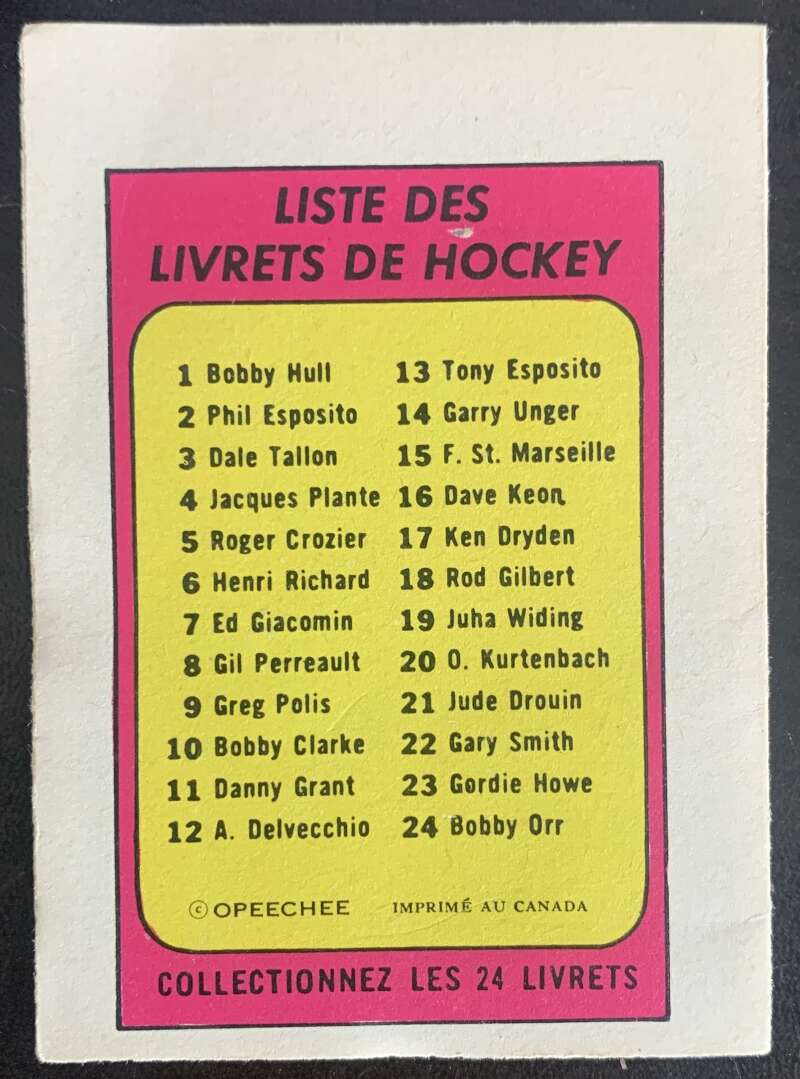 LISTE DES
LIVRETS DE HOCKEY
1 Bobby Hull
2 Phil Esposito
3 Dale Tallon
4 Jacques Plante
5 Roger Crozier
6 Henri Richard
7 Ed Giacomin
8 Gil Perreault
9 Greg Polis
10 Bobby Clarke
11 Danny Grant
12 A. Delvecchio
13 Tony Esposito
14 Garry Unger
15 F. St. Marseille
16 Dave Keon
17 Ken Dryden
18 Rod Gilbert
19 Juha Widing
20 O. Kurtenbach
21 Jude Drouin
22 Gary Smith
23 Gordie Howe
24 Bobby Orr
© OPEECHEE IMPRIMÉ AU CANADA
COLLECTIONNEZ LES 24 LIVRETS